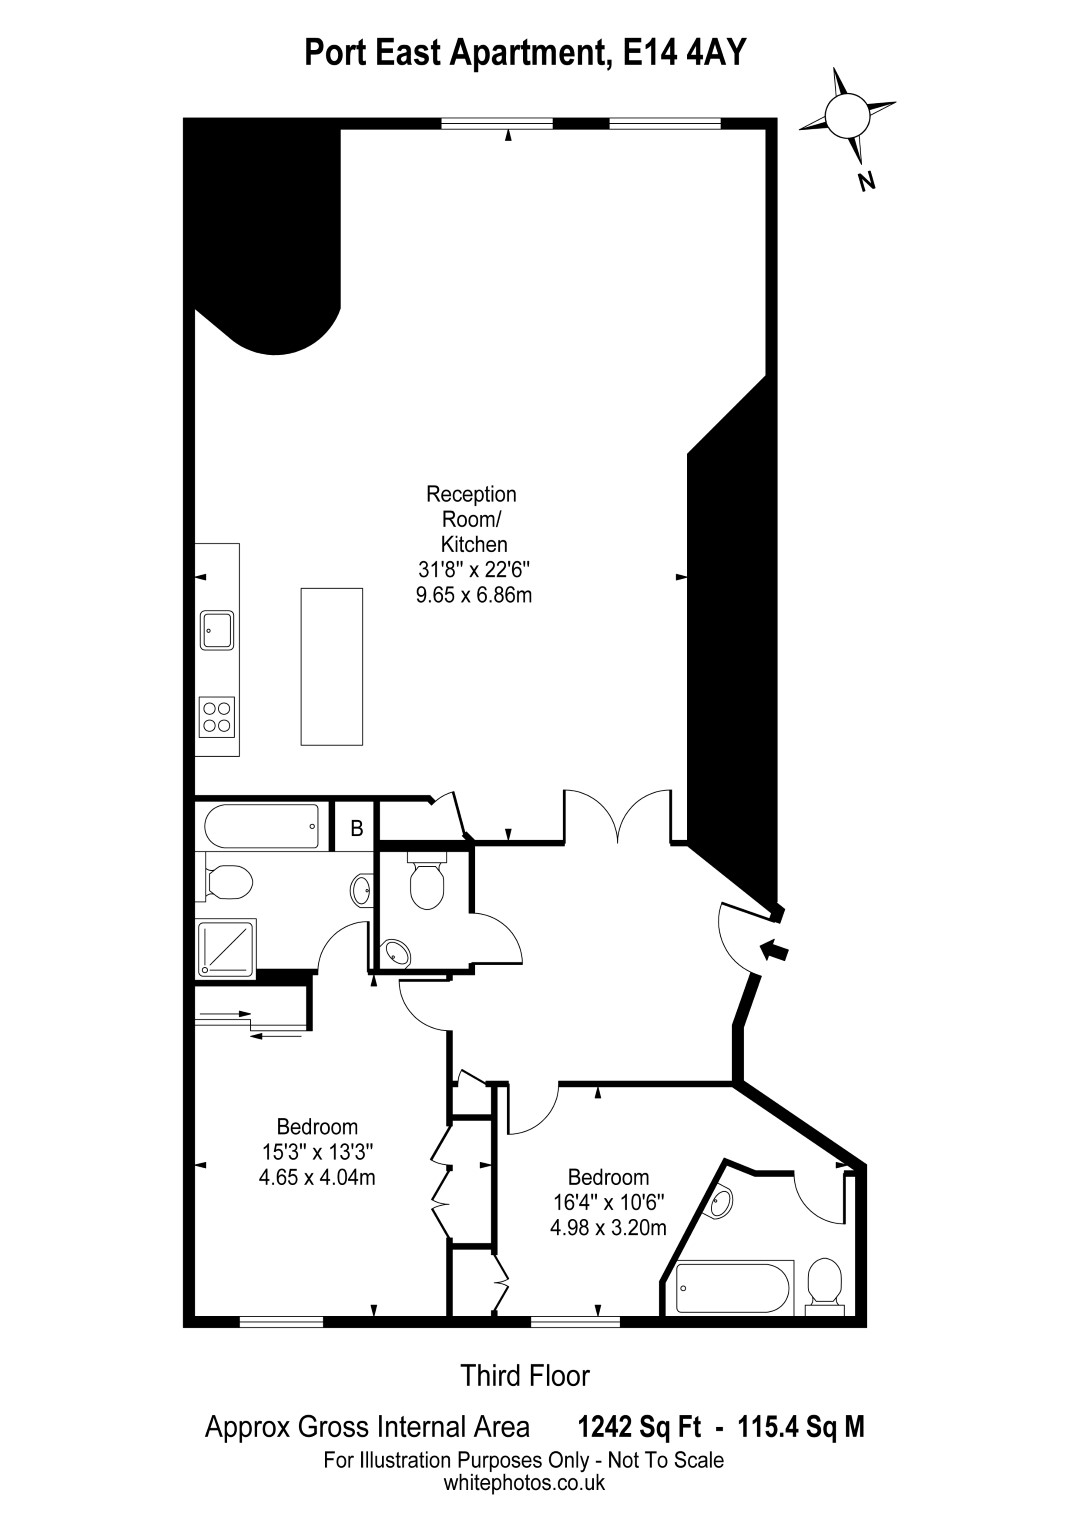 Port East Apartment, E14 4AY
N
Reception
Room/
Kitchen
31'8" x 22'6"
9.65 x 6.86m
B
Bedroom
15'3" x 13'3"
4.65 x 4.04m
Bedroom
16'4" x 10'6"
4.98 x 3.20m
Third Floor
Approx Gross Internal Area 1242 Sq Ft - 115.4 Sq M
For Illustration Purposes Only - Not To Scale
whitephotos.co.uk